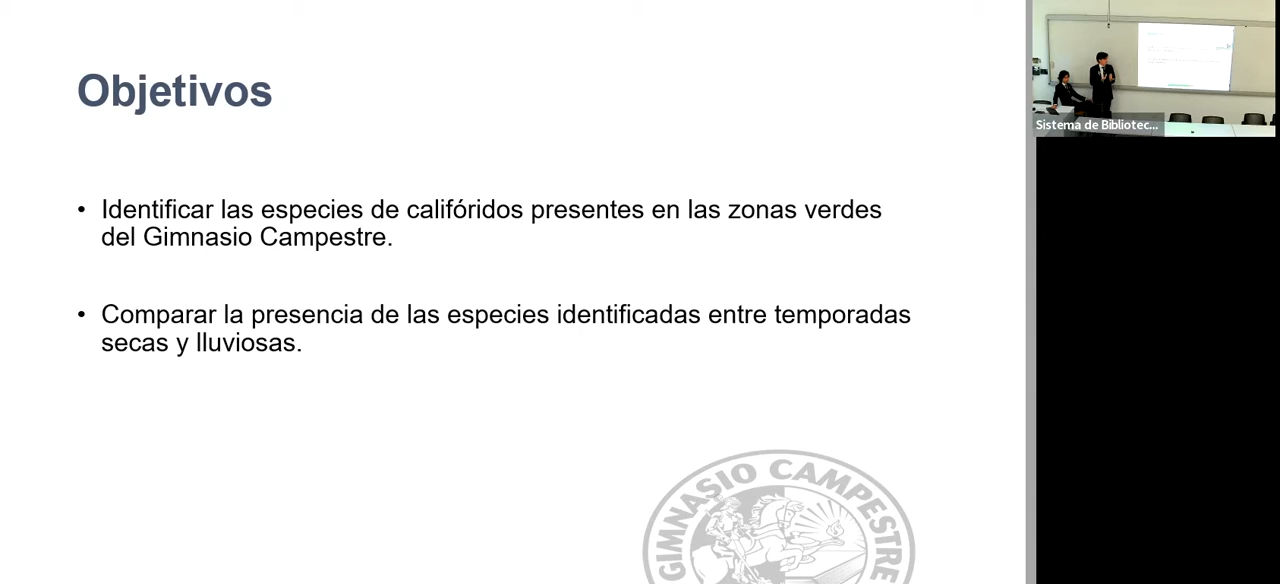 Objetivos
• Identificar las especies de califóridos presentes en las zonas verdes
del Gimnasio Campestre.
• Comparar la presencia de las especies identificadas entre temporadas
secas y lluviosas.
GIMNASIO CAMPESTRE
Sistema de Bibliotec...